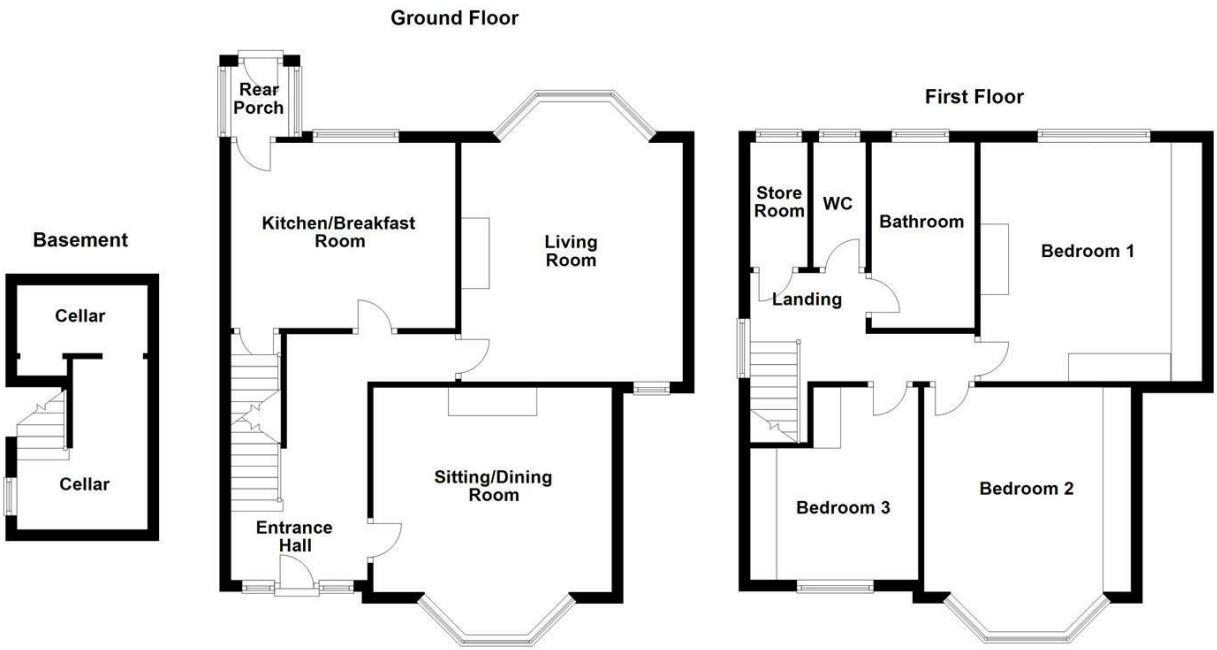 Ground Floor
Rear
Porch
Kitchen/Breakfast
Room
Living
Room
Sitting/Dining
Room
Entrance
Hall
Basement
Cellar
Cellar
First Floor
Store
Room
WC
Bathroom
Bedroom 1
Landing
Bedroom 2
Bedroom 3